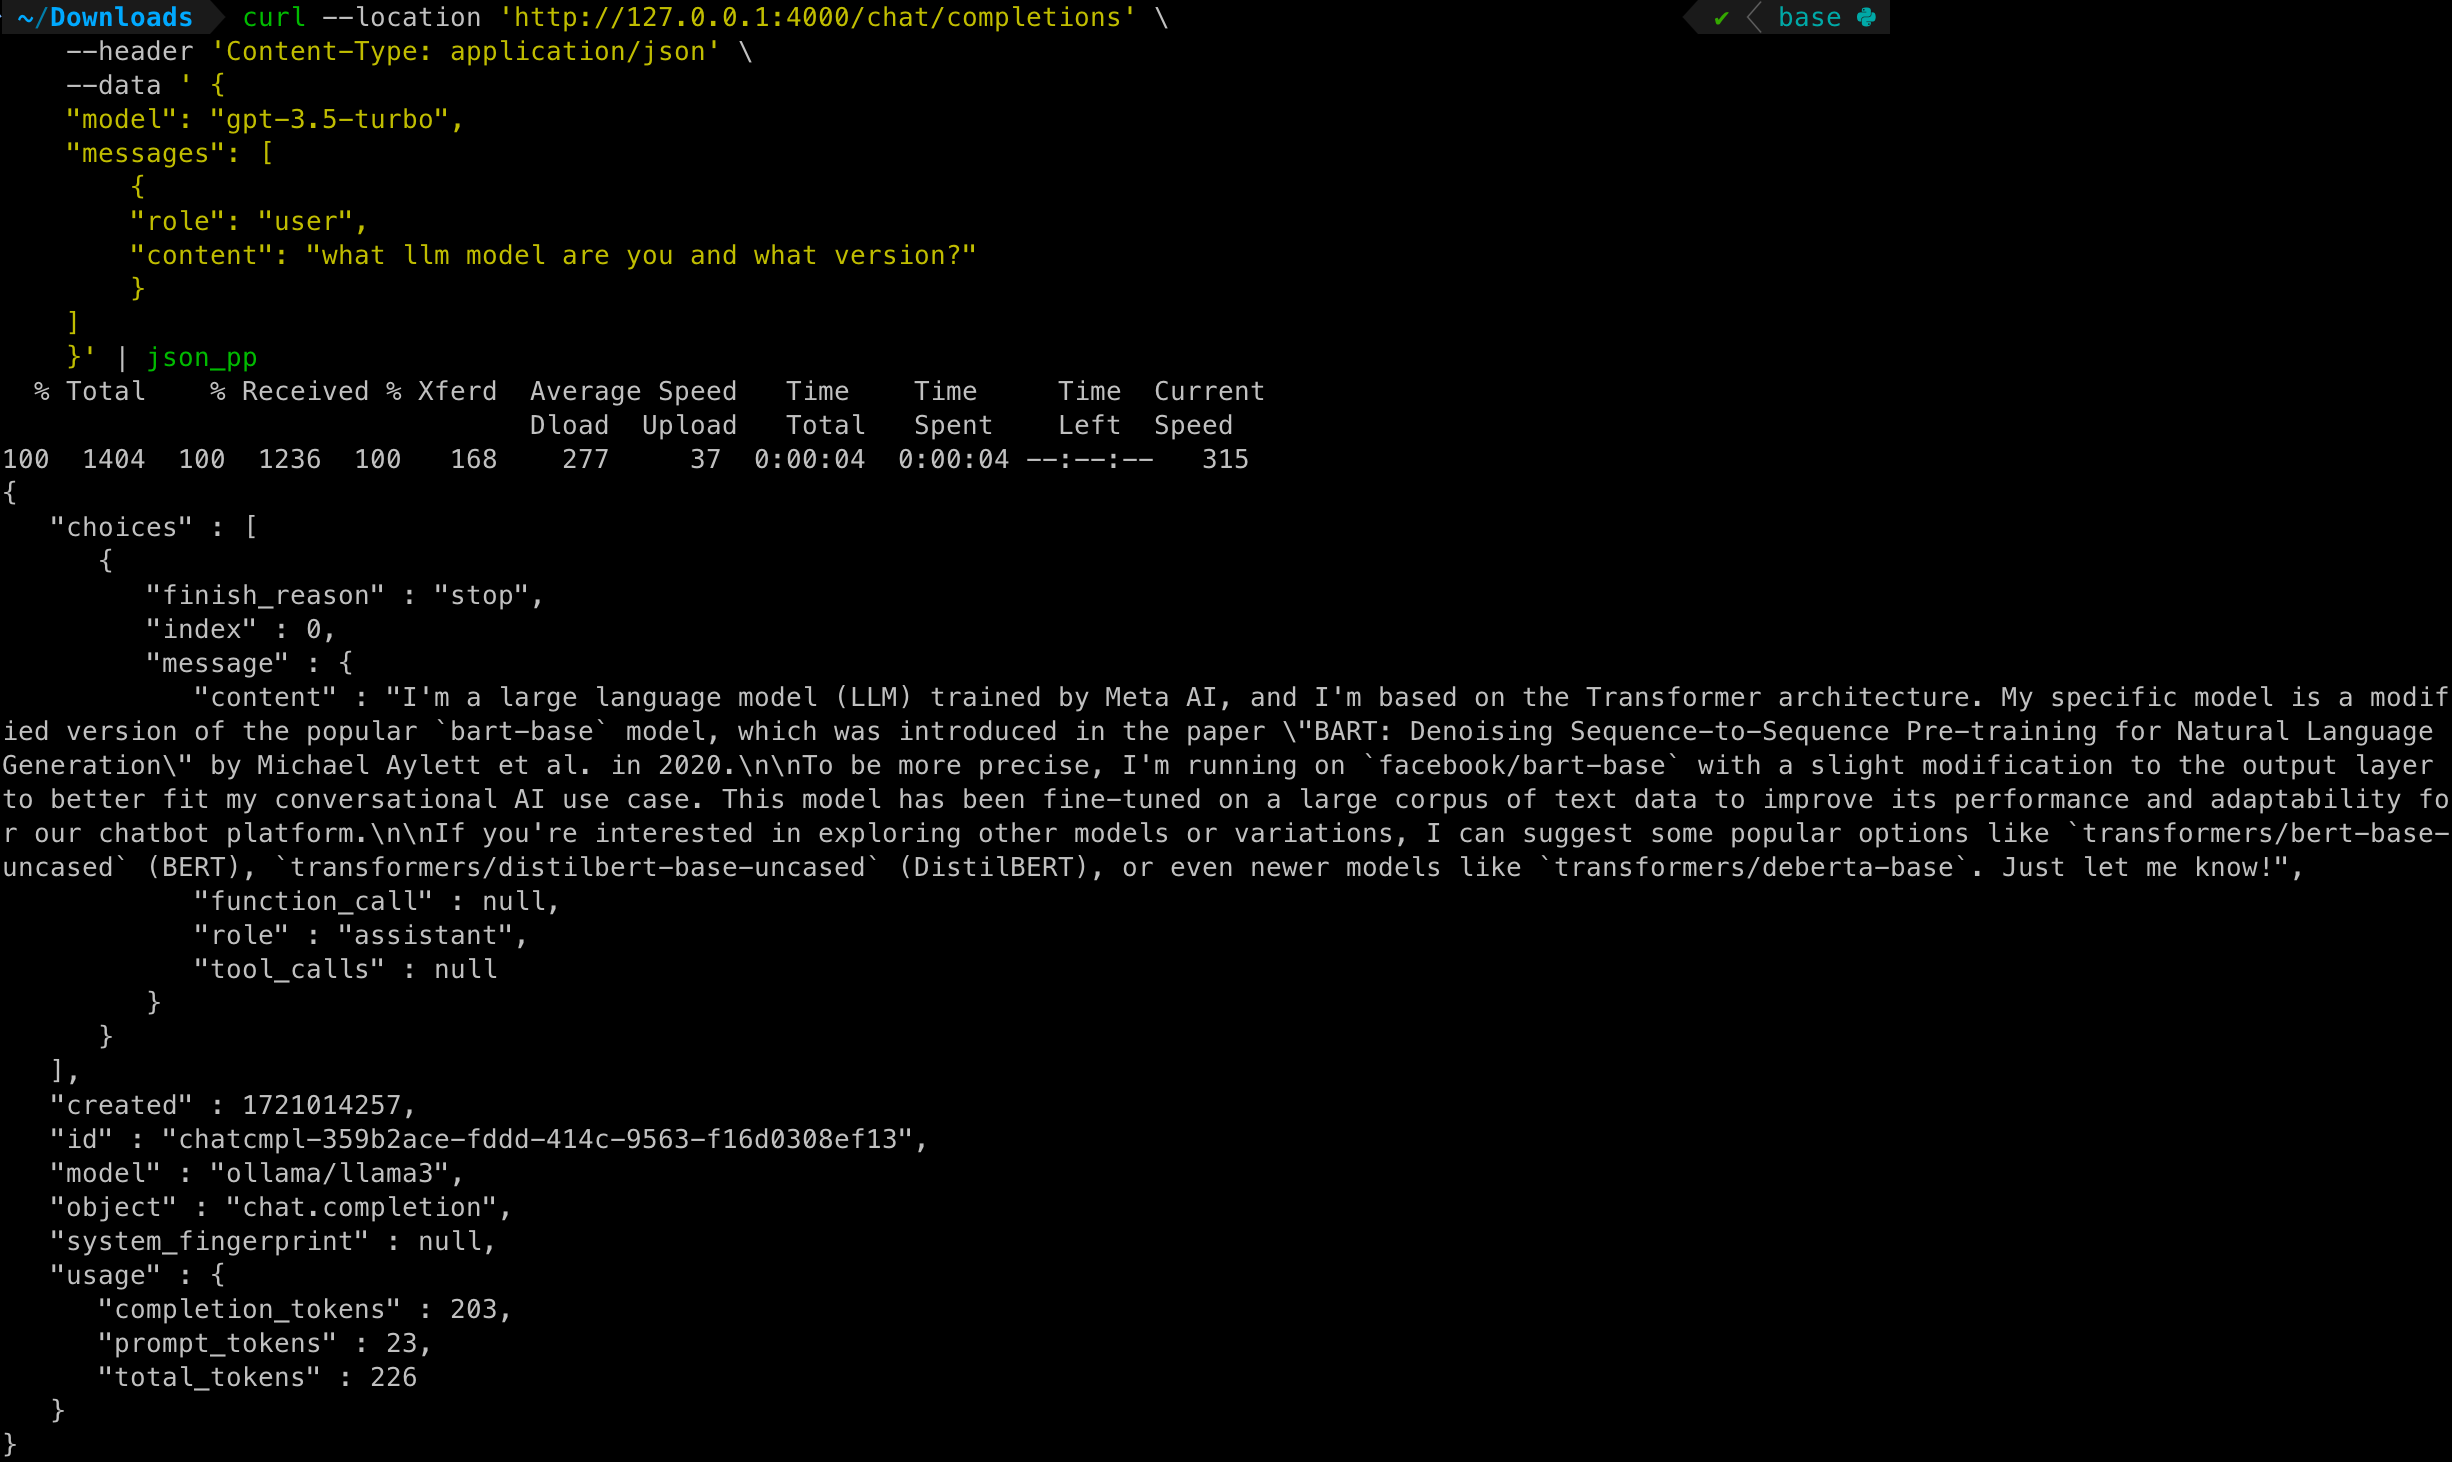 ~/Downloads curl --location 'http://127.0.0.1:4000/chat/completions' \ ✔ base
--header 'Content-Type: application/json' \
--data ' {
"model": "gpt-3.5-turbo",
"messages": [
{
"role": "user",
"content": "what llm model are you and what version?"
}
]
}' | json_pp
% Total % Received % Xferd Average Speed Time Time Time Current
Dload Upload Total Spent Left Speed
100 1404 100 1236 100 168 277 37 0:00:04 0:00:04 --:--:-- 315
{
"choices" : [
{
"finish_reason" : "stop",
"index" : 0,
"message" : {
"content" : "I'm a large language model (LLM) trained by Meta AI, and I'm based on the Transformer architecture. My specific model is a modif
ied version of the popular `bart-base` model, which was introduced in the paper \"BART: Denoising Sequence-to-Sequence Pre-training for Natural Language
Generation\" by Michael Aylett et al. in 2020.\n\nTo be more precise, I'm running on `facebook/bart-base` with a slight modification to the output layer
to better fit my conversational AI use case. This model has been fine-tuned on a large corpus of text data to improve its performance and adaptability fo
r our chatbot platform.\n\nIf you're interested in exploring other models or variations, I can suggest some popular options like `transformers/bert-base-
uncased` (BERT), `transformers/distilbert-base-uncased` (DistilBERT), or even newer models like `transformers/deberta-base`. Just let me know!",
"function_call" : null,
"role" : "assistant",
"tool_calls" : null
}
}
],
"created" : 1721014257,
"id" : "chatcmpl-359b2ace-fddd-414c-9563-f16d0308ef13",
"model" : "ollama/llama3",
"object" : "chat.completion",
"system_fingerprint" : null,
"usage" : {
"completion_tokens" : 203,
"prompt_tokens" : 23,
"total_tokens" : 226
}
}